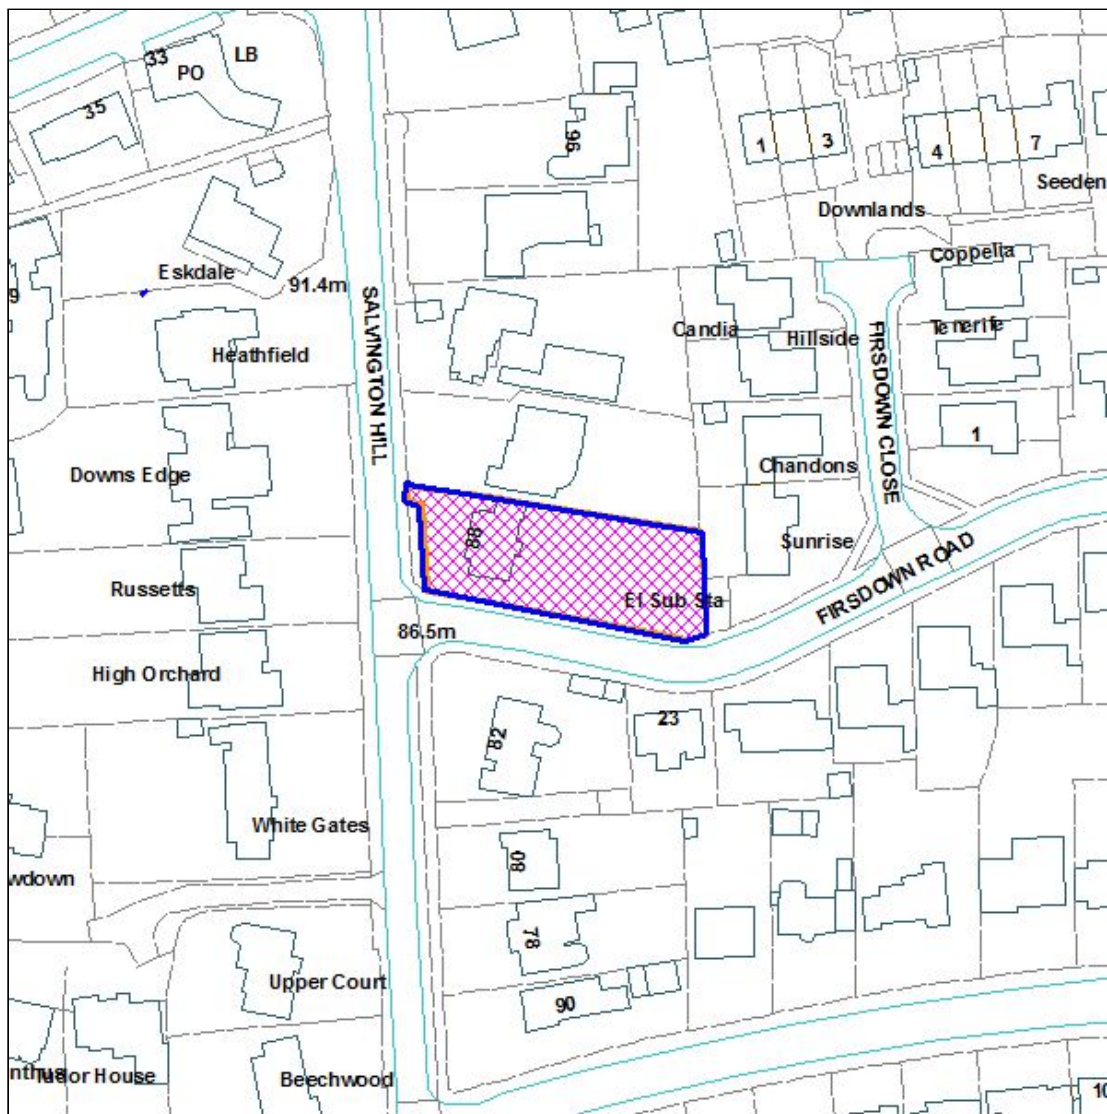 33
PO
LB
35
96
1
3
4
7
Seeden
Downlands
Coppelia
Eskdale
91.4m
9
SALVINGTON HILL
Candia
Hillside
FIRSDOWN CLOSE
Tenerife
Heathfield
1
Downs Edge
Chandons
88
Sunrise
Russetts
El Sub Sta
FIRSDOWN ROAD
86.5m
High Orchard
82
23
White Gates
80
wdown
78
Upper Court
90
nthus
Tudor House
Beechwood
10